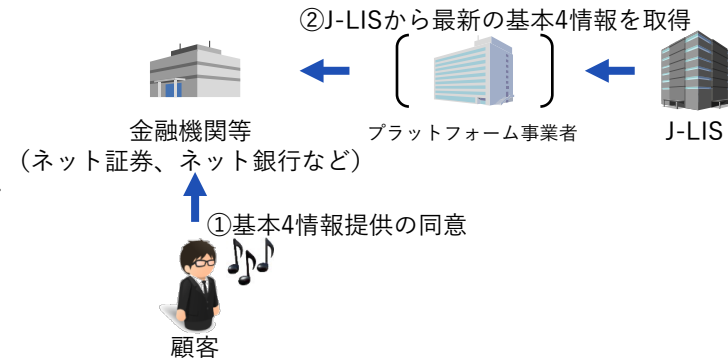 ②J-LISから最新の基本4情報を取得
金融機関等
（ネット証券、ネット銀行など）
プラットフォーム事業者
J-LIS
①基本4情報提供の同意
顧客